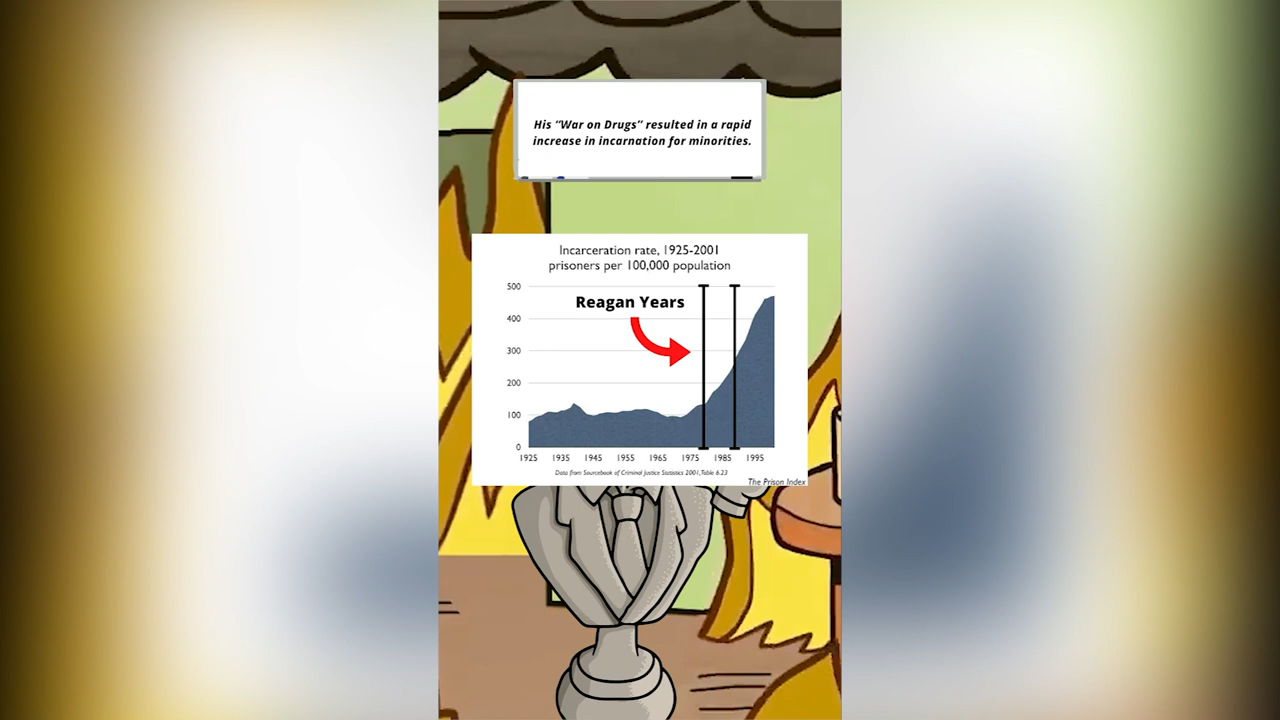 His “War on Drugs” resulted in a rapid
increase in incarnation for minorities.
Incarceration rate, 1925-2001
prisoners per 100,000 population
500
Reagan Years
400
300
200
100
0
1925 1935 1945 1955 1965 1975 1985 1995
Data from Sourcebook of Criminal Justice Statistics 2001, Table 6.23
The Prison Index